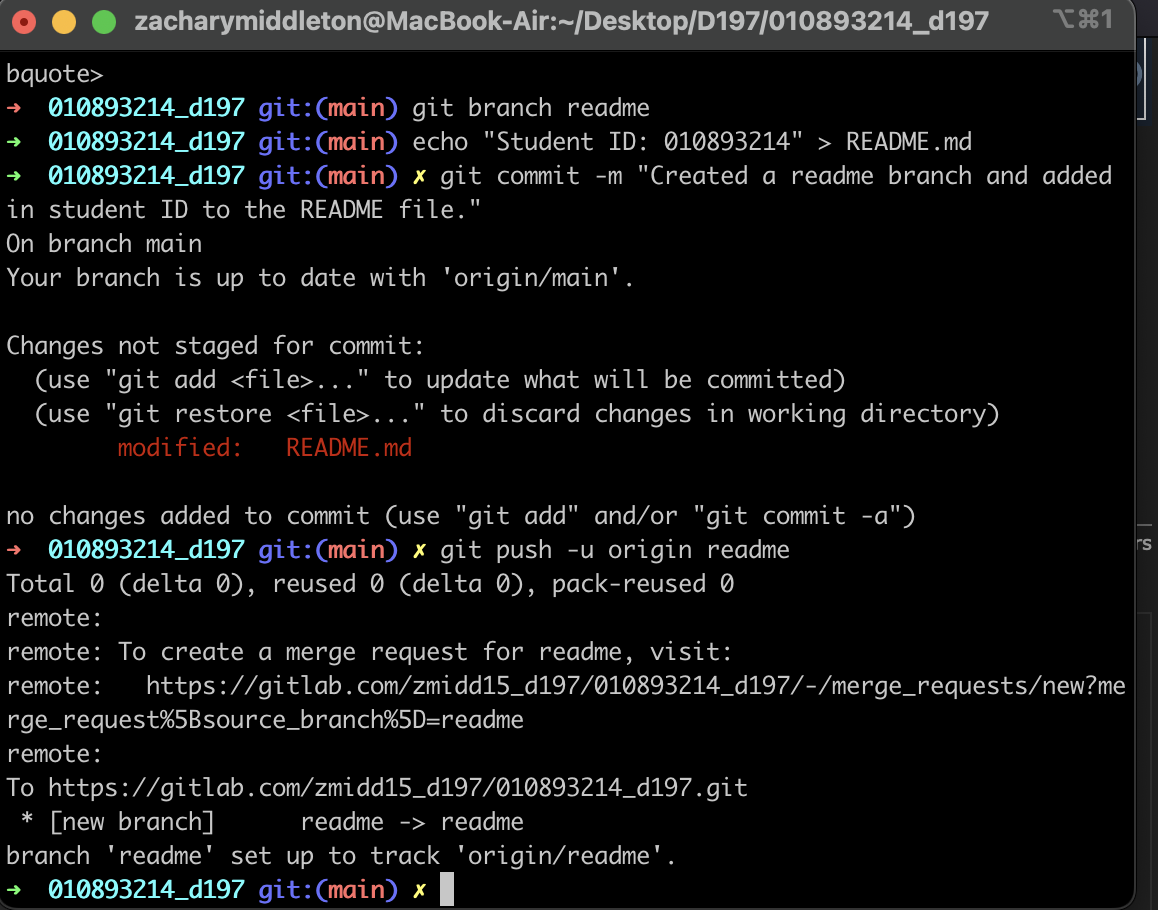 zacharymiddleton@MacBook-Air:~/Desktop/D197/010893214_d197 ⌥⌘1
bquote>
➜ 010893214_d197 git:(main) git branch readme
➜ 010893214_d197 git:(main) echo "Student ID: 010893214" > README.md
➜ 010893214_d197 git:(main) ✗ git commit -m "Created a readme branch and added
in student ID to the README file."
On branch main
Your branch is up to date with 'origin/main'.
Changes not staged for commit:
(use "git add <file>..." to update what will be committed)
(use "git restore <file>..." to discard changes in working directory)
modified: README.md
no changes added to commit (use "git add" and/or "git commit -a")
➜ 010893214_d197 git:(main) ✗ git push -u origin readme
Total 0 (delta 0), reused 0 (delta 0), pack-reused 0
remote:
remote: To create a merge request for readme, visit:
remote: https://gitlab.com/zmidd15_d197/010893214_d197/-/merge_requests/new?me
rge_request%5Bsource_branch%5D=readme
remote:
To https://gitlab.com/zmidd15_d197/010893214_d197.git
* [new branch] readme -> readme
branch 'readme' set up to track 'origin/readme'.
➜ 010893214_d197 git:(main) ✗
rs